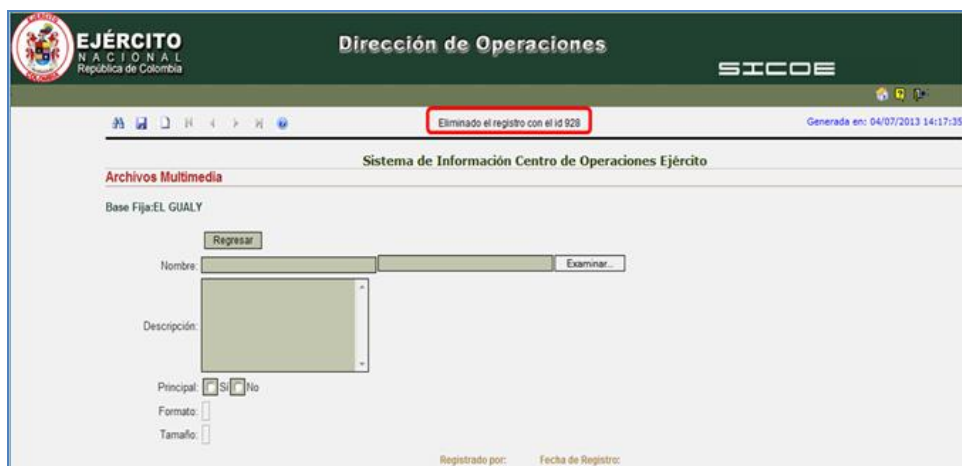 EJÉRCITO
NACIONAL
República de Colombia
Dirección de Operaciones
SICOE
Eliminado el registro con el id 928
Generada en: 04/07/2013 14:17:35
Sistema de Información Centro de Operaciones Ejército
Archivos Multimedia
Base Fija:EL GUALY
Regresar
Nombre:
Examinar...
Descripción:
Principal: Si No
Formato:
Tamaño:
Registrado por: Fecha de Registro: